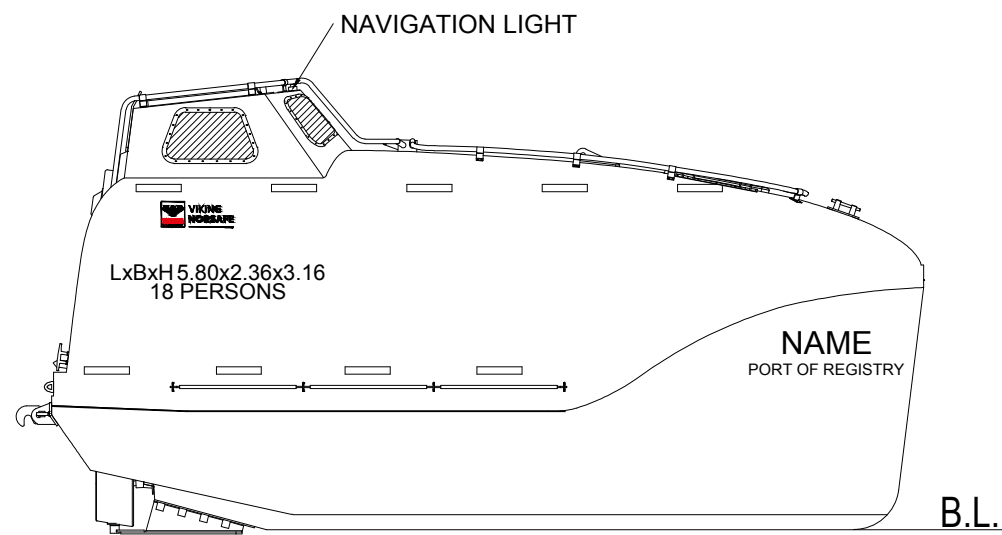 NAVIGATION LIGHT
VIKING
NORSAFE
LxBxH 5.80x2.36x3.16
18 PERSONS
NAME
PORT OF REGISTRY
B.L.